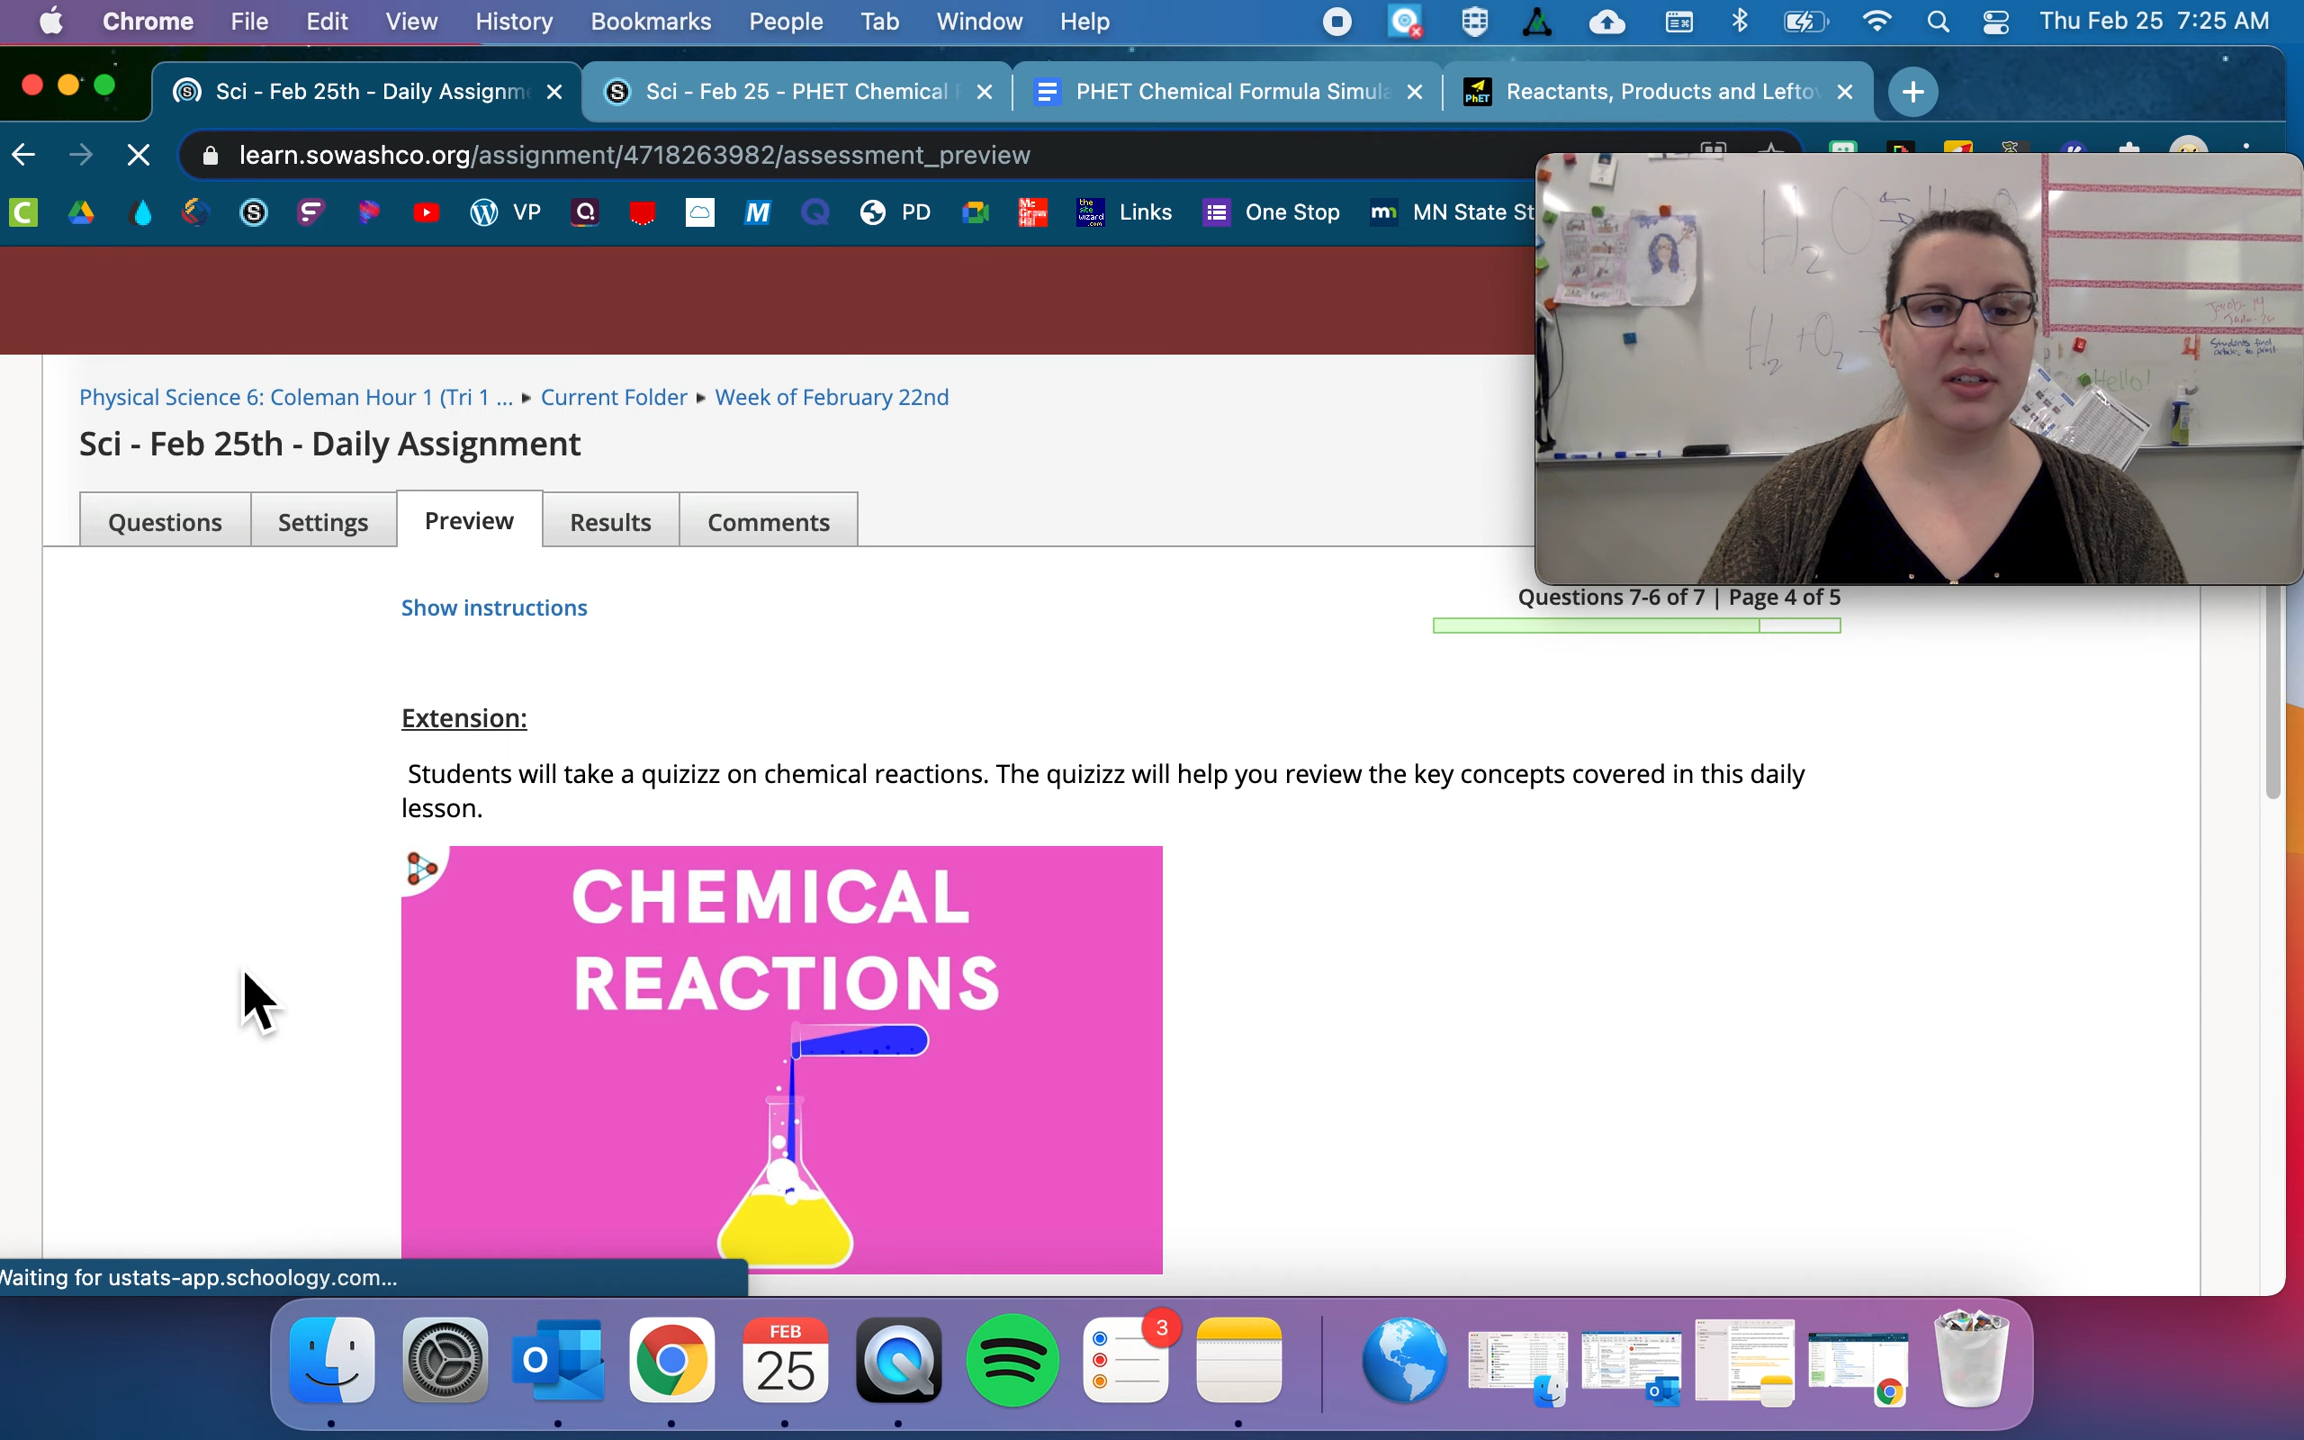 Chrome File Edit View History Bookmarks People Tab Window Help Thu Feb 25 7:25 AM
Sci - Feb 25th - Daily Assignm Sci - Feb 25 - PHET Chemical PHET Chemical Formula Simula Reactants, Products and Lefto
learn.sowashco.org/assignment/4718263982/assessment_preview
VP PD Links One Stop MN State St
Physical Science 6: Coleman Hour 1 (Tri 1 ... Current Folder Week of February 22nd
Sci - Feb 25th - Daily Assignment
Questions Settings Preview Results Comments
H2O
H2 + O2
Hello!
Show instructions
Questions 7-6 of 7 | Page 4 of 5
Extension:
Students will take a quizizz on chemical reactions. The quizizz will help you review the key concepts covered in this daily
lesson.
CHEMICAL
REACTIONS
Waiting for ustats-app.schoology.com...
FEB
25
3